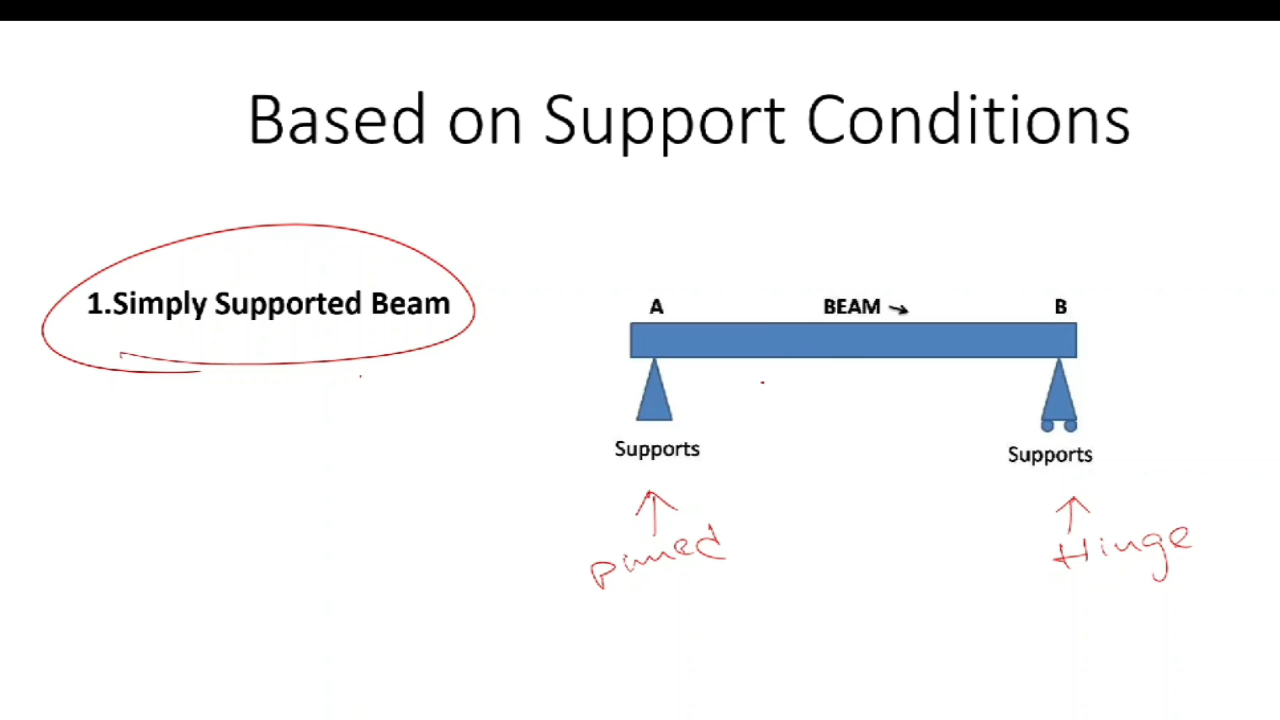 Based on Support Conditions
1.Simply Supported Beam
A BEAM → B
Supports Supports
Pinned Hinge